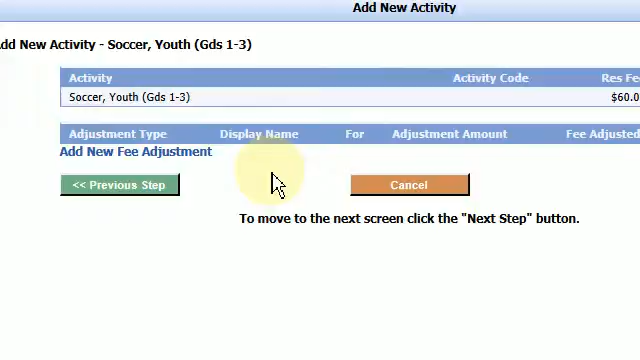 Add New Activity
dd New Activity - Soccer, Youth (Gds 1-3)
Activity Activity Code Res Fe
Soccer, Youth (Gds 1-3) $60.0
Adjustment Type Display Name For Adjustment Amount Fee Adjusted
Add New Fee Adjustment
<< Previous Step Cancel
To move to the next screen click the "Next Step" button.